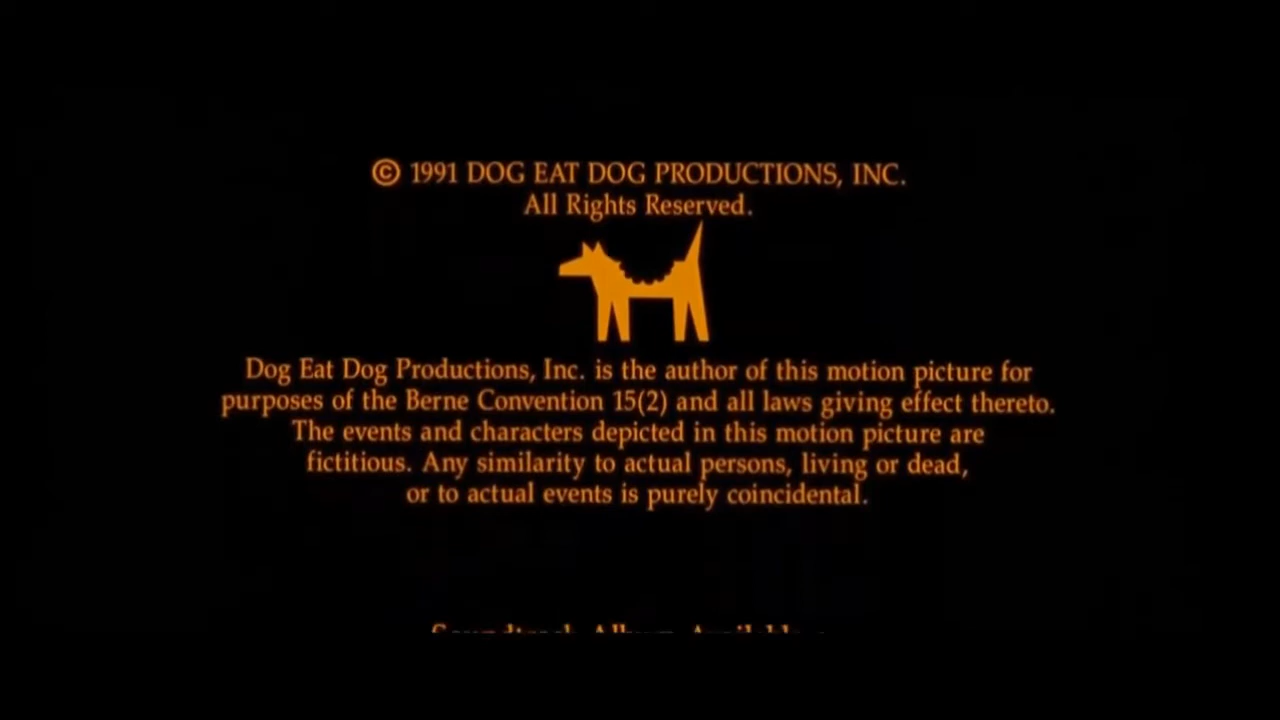 © 1991 DOG EAT DOG PRODUCTIONS, INC.
All Rights Reserved.
Dog Eat Dog Productions, Inc. is the author of this motion picture for
purposes of the Berne Convention 15(2) and all laws giving effect thereto.
The events and characters depicted in this motion picture are
fictitious. Any similarity to actual persons, living or dead,
or to actual events is purely coincidental.
Soundtrack Album Available